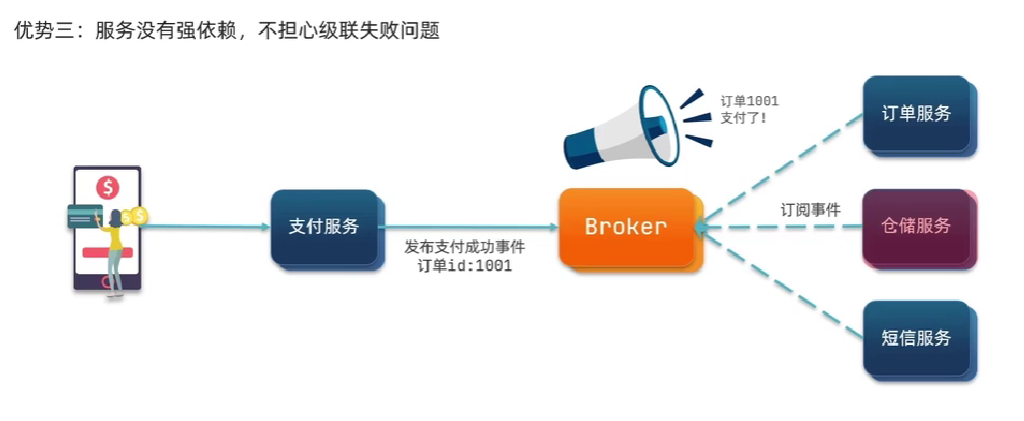 优势三：服务没有强依赖，不担心级联失败问题
订单1001
支付了!
订单服务
支付服务
发布支付成功事件
订单id:1001
Broker
订阅事件
仓储服务
短信服务